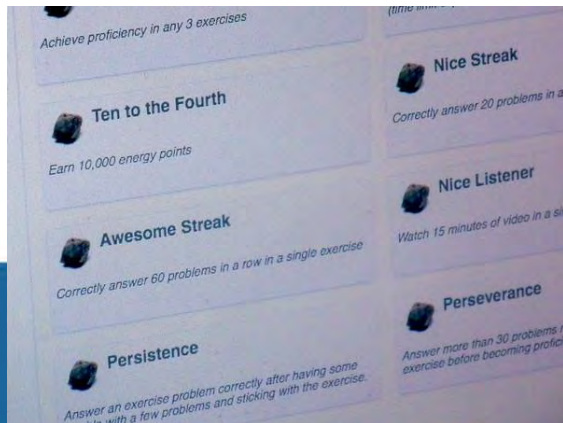 Achieve proficiency in any 3 exercises
Ten to the Fourth
Earn 10,000 energy points
Awesome Streak
Correctly answer 60 problems in a row in a single exercise
Persistence
Answer an exercise problem correctly after having some
with a few problems and sticking with the exercise.
(time
Nice Streak
Correctly answer 20 problems in a
Nice Listener
Watch 15 minutes of video in a
Perseverance
Answer more than 30 problems
exercise before becoming